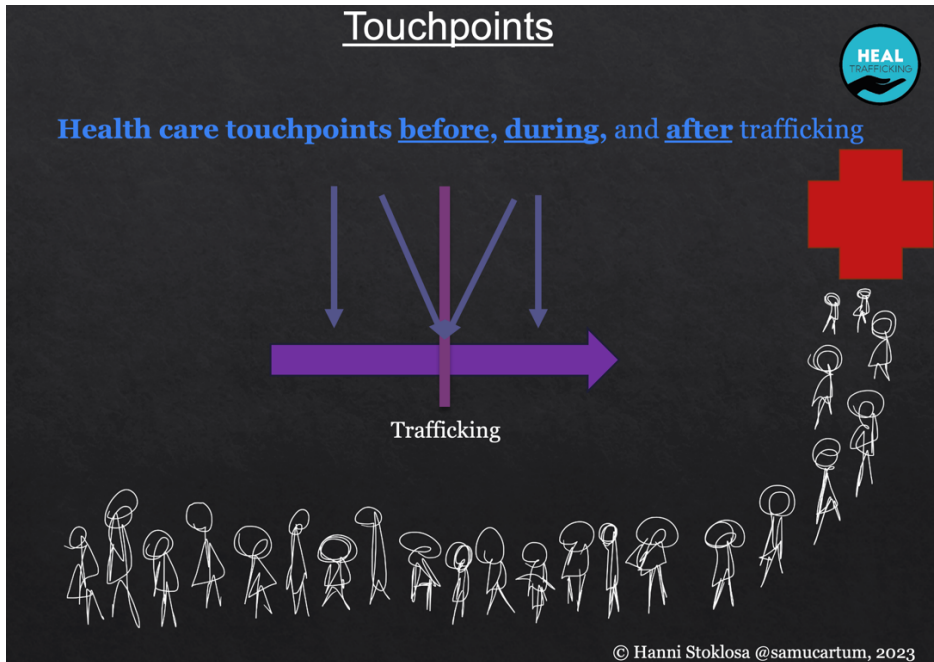 Touchpoints
HEAL
TRAFFICKING
Health care touchpoints before, during, and after trafficking
Trafficking
© Hanni Stoklosa @samucartum, 2023